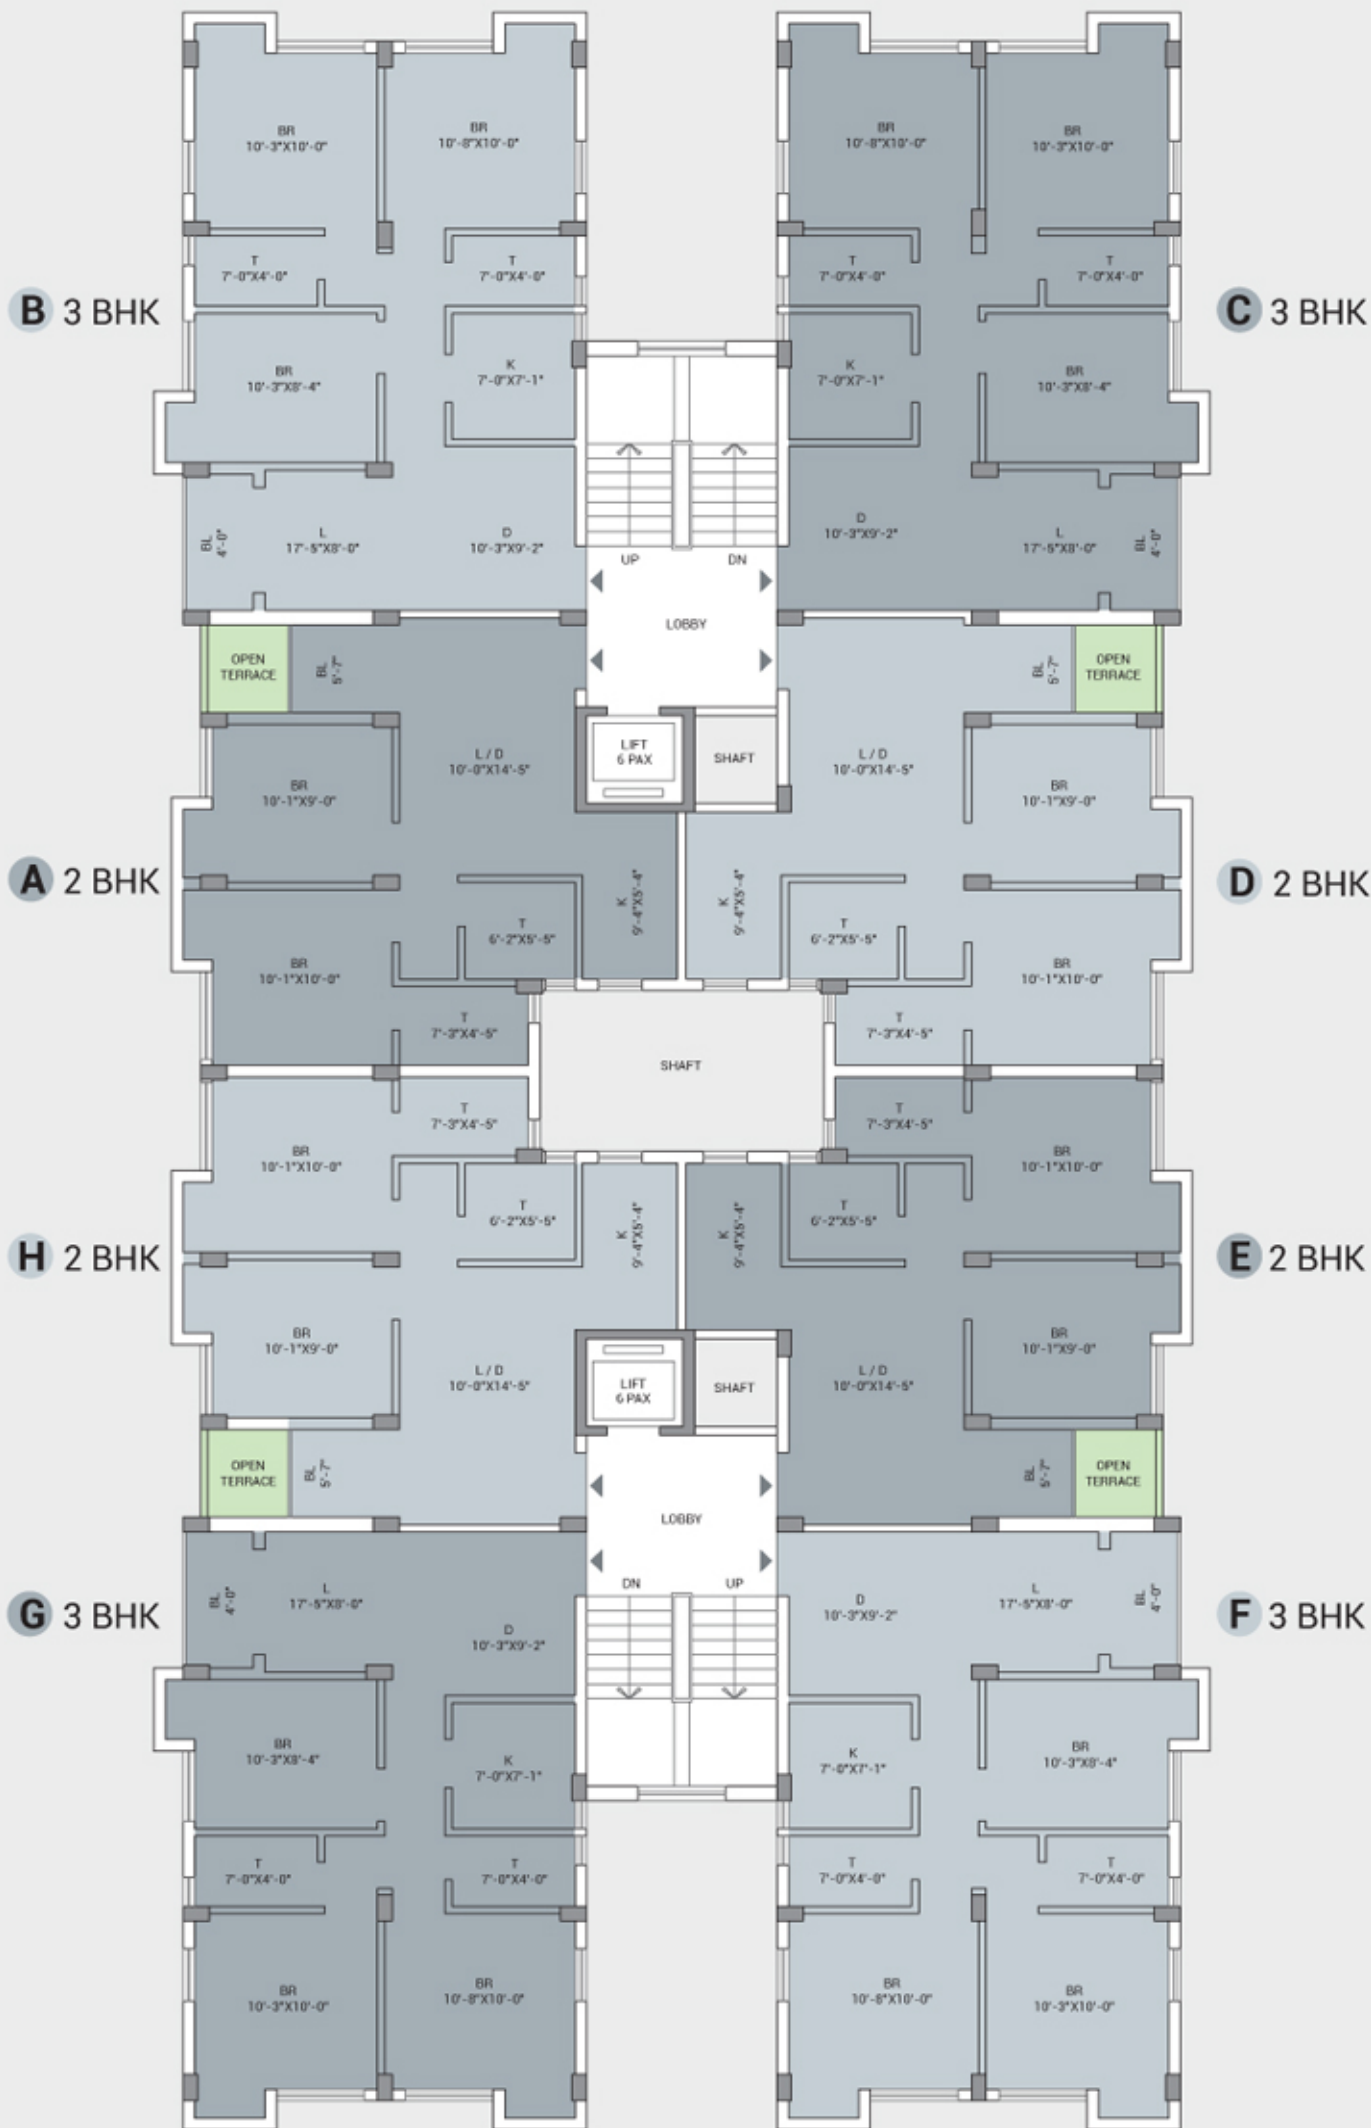 B 3 BHK
BR
10'-3"X10'-0"
BR
10'-8"X10'-0"
T
7'-0"X4'-0"
T
7'-0"X4'-0"
BR
10'-3"X8'-4"
K
7'-0"X7'-1"
BL
4'-0"
L
17'-5"X8'-0"
D
10'-3"X9'-2"
C 3 BHK
BR
10'-8"X10'-0"
BR
10'-3"X10'-0"
T
7'-0"X4'-0"
T
7'-0"X4'-0"
K
7'-0"X7'-1"
BR
10'-3"X8'-4"
D
10'-3"X9'-2"
L
17'-5"X8'-0"
BL
4'-0"
UP
DN
LOBBY
LIFT
6 PAX
SHAFT
A 2 BHK
OPEN
TERRACE
BL
5'-7"
L / D
10'-0"X14'-5"
BR
10'-1"X9'-0"
K
9'-4"X5'-4"
T
6'-2"X5'-5"
BR
10'-1"X10'-0"
T
7'-3"X4'-5"
D 2 BHK
BL
5'-7"
OPEN
TERRACE
L / D
10'-0"X14'-5"
BR
10'-1"X9'-0"
K
9'-4"X5'-4"
T
6'-2"X5'-5"
BR
10'-1"X10'-0"
T
7'-3"X4'-5"
SHAFT
H 2 BHK
T
7'-3"X4'-5"
BR
10'-1"X10'-0"
T
6'-2"X5'-5"
K
9'-4"X5'-4"
BR
10'-1"X9'-0"
L / D
10'-0"X14'-5"
OPEN
TERRACE
BL
5'-7"
E 2 BHK
T
7'-3"X4'-5"
BR
10'-1"X10'-0"
K
9'-4"X5'-4"
T
6'-2"X5'-5"
BR
10'-1"X9'-0"
L / D
10'-0"X14'-5"
BL
5'-7"
OPEN
TERRACE
LIFT
6 PAX
SHAFT
LOBBY
DN
UP
G 3 BHK
BL
4'-0"
L
17'-5"X8'-0"
D
10'-3"X9'-2"
BR
10'-3"X8'-4"
K
7'-0"X7'-1"
T
7'-0"X4'-0"
T
7'-0"X4'-0"
BR
10'-3"X10'-0"
BR
10'-8"X10'-0"
F 3 BHK
D
10'-3"X9'-2"
L
17'-5"X8'-0"
BL
4'-0"
K
7'-0"X7'-1"
BR
10'-3"X8'-4"
T
7'-0"X4'-0"
T
7'-0"X4'-0"
BR
10'-8"X10'-0"
BR
10'-3"X10'-0"